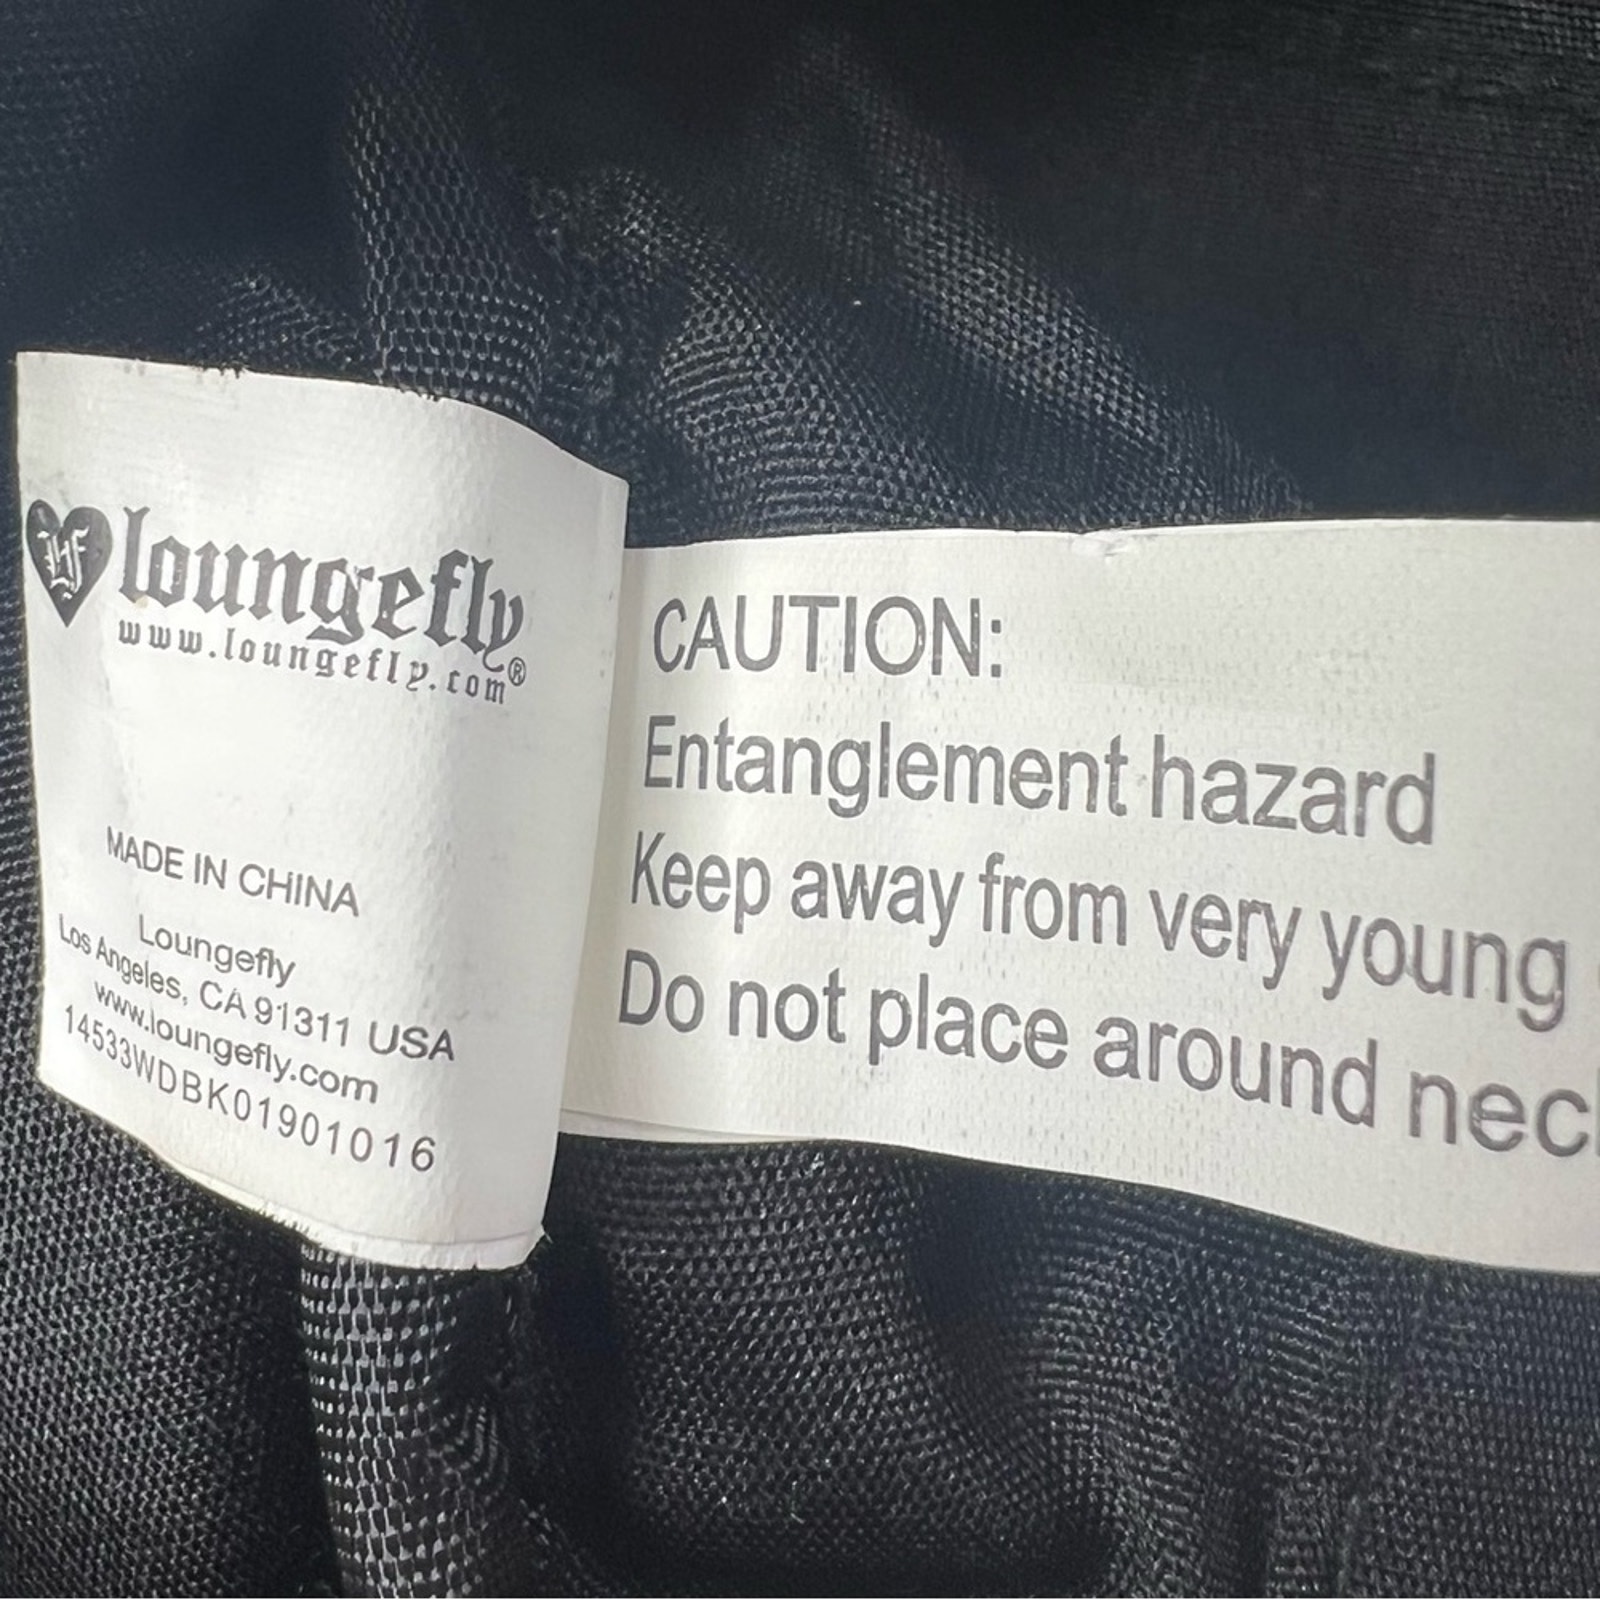 LF loungefly®
www.loungefly.com
MADE IN CHINA
Loungefly
Los Angeles, CA 91311 USA
www.loungefly.com
14533WDBK01901016
CAUTION:
Entanglement hazard
Keep away from very young
Do not place around